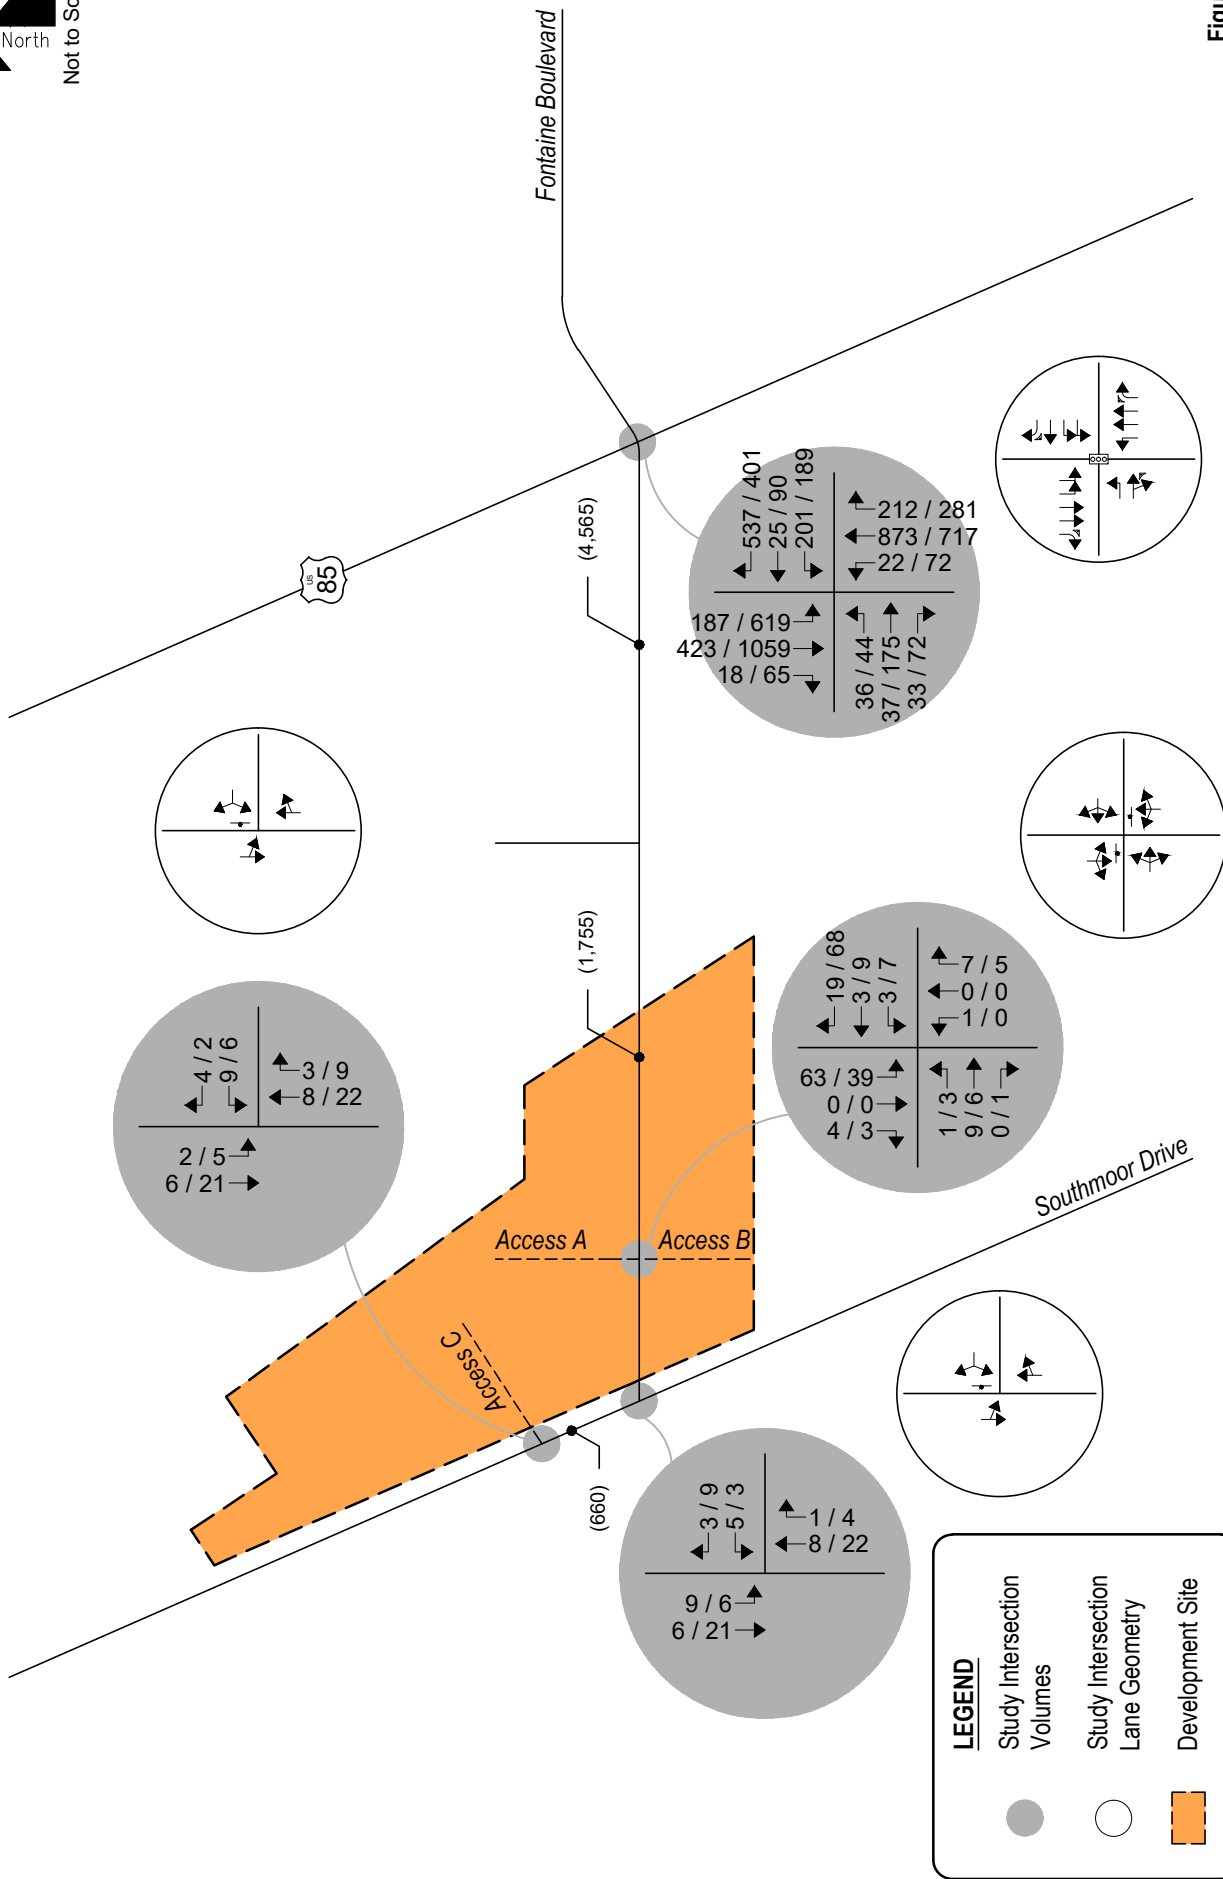 North
Not to Sc
Figu
Fontaine Boulevard
US
85
(4,565)
537 / 401
25 / 90
201 / 189
212 / 281
873 / 717
22 / 72
187 / 619
423 / 1059
18 / 65
36 / 44
37 / 175
33 / 72
(1,755)
19 / 68
3 / 9
3 / 7
7 / 5
0 / 0
1 / 0
63 / 39
0 / 0
4 / 3
1 / 3
9 / 6
0 / 1
4 / 2
9 / 6
3 / 9
8 / 22
2 / 5
6 / 21
Access A
Access B
Access C
Southmoor Drive
(660)
3 / 9
5 / 3
1 / 4
8 / 22
9 / 6
6 / 21
LEGEND
Study Intersection
Volumes
Study Intersection
Lane Geometry
Development Site